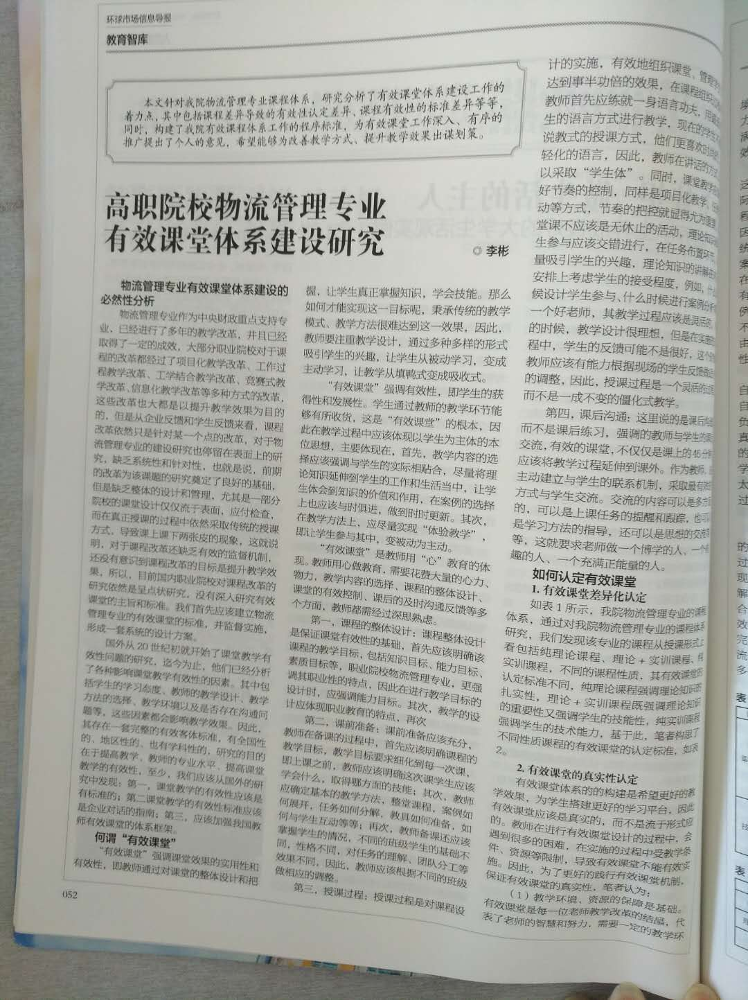 环球市场信息导报
教育智库
本文针对我院物流管理专业课程体系，研究分析了有效课堂体系建设工作的
着力点，其中包括课程差异导致的有效性认定差异、课程有效性的标准差异等等，
同时，构建了我院有效课程体系工作的程序标准，为有效课堂工作深入、有序的
推广提出了个人的意见，希望能够为改善教学方式、提升教学效果出谋划策。
高职院校物流管理专业
有效课堂体系建设研究
◎ 李彬
物流管理专业有效课堂体系建设的
必然性分析
物流管理专业作为中央财政重点支持专
业，已经进行了多年的教学改革，并且已经
取得了一定的成效，大部分职业院校对于课
程的改革都经过了项目化教学改革、工作过
程教学改革、工学结合教学改革、竞赛式教
学改革、信息化教学改革等多种方式的改革，
这些改革也大都是以提升教学效果为目的
的，但是从企业反馈和学生反馈来看，课程
改革依然只是针对某一个点的改革，对于物
流管理专业的建设研究也停留在表面上的研
究，缺乏系统性和针对性，也就是说，前期
的改革为该课题的研究奠定了良好的基础，
但是缺乏整体的设计和管理，尤其是一部分
院校的课堂设计仅仅流于表面，应付检查，
而在真正授课的过程中依然采取传统的授课
方式，导致课上课下两张皮的现象，这就说
明，对于课程改革还缺乏有效的监督机制，
还没有意识到课程改革的目标是提升教学效
果，所以，目前国内职业院校对课程改革的
研究依然是呈点状研究，没有深入研究有效
课堂的主旨和标准。我们首先应该建立物流
管理专业的有效课堂的标准，并监督实施，
形成一套系统的设计方案。
国外从 20 世纪初就开始了课堂教学有
效性问题的研究，迄今为止，他们已经分析
了各种影响课堂教学有效性的因素。其中包
括学生的学习态度、教师的教学设计、教学
方法的选择、教学环境以及是否存在沟通问
题等，这些因素都会影响教学效果。因此，
其存在一套完整的有效客体标准，有全国性
的、地区性的、也有学科性的，研究的目的
在于提高教学、教师的专业水平、提高课堂
教学的有效性，至少，我们应该从国外的研
究中发现：第一，课堂教学的有效性应该是
有标准的；第二课堂教学的有效性标准应该
是企业对话的指南；第三，应该加强我国教
师有效课堂的体系框架。
何谓“有效课堂”
“有效课堂”强调课堂效果的实用性和
有效性，即教师通过对课堂的整体设计和把
握，让学生真正掌握知识，学会技能。那么
如何才能实现这一目标呢，秉承传统的教学
模式、教学方法很难达到这一效果，因此，
教师要注重教学设计，通过多种多样的形式
吸引学生的兴趣，让学生从被动学习，变成
主动学习，让教学从填鸭式变成吸收式。
“有效课堂”强调有效性，即学生的获
得性和发展性。学生通过教师的教学环节能
够有所收货，这是“有效课堂”的根本，因
此在教学过程中应该体现以学生为主体的本
位思想，主要体现在，首先，教学内容的选
择应该强调与学生的实际相贴合，尽量将理
论知识延伸到学生的工作和生活当中，让学
生体会到知识的价值和作用，在案例的选择
上也应该与时俱进，做到时时更新。其次，
在教学方法上，应尽量实现“体验教学”，
即让学生参与其中，变被动为主动。
“有效课堂”是教师用“心”教育的体
现。教师用心做教育，需要花费大量的心力、
物力，教学内容的选择、课程的整体设计、
课堂的有效控制、课后的及时沟通反馈等多
个方面，教师都需经过深思熟虑。
第一，课程的整体设计：课程整体设计
是保证课堂有效性的基础，首先应该明确该
课程的教学目标，包括知识目标、能力目标、
素质目标等，职业院校物流管理专业，更强
调其职业性的特点，因此在进行教学目标的
设计时，应强调能力目标。其次，教学的设
计应体现职业教育的特点，再次
第二，课前准备：课前准备应该充分，
教师在备课的过程中，首先应该明确课程的
教学目标，教学目标要求细化到每一次课，
即上课之前，教师应该明确这次课学生应该
学会什么，取得哪方面的技能；其次，教师
应确定基本的教学方法，整堂课程，案例如
何展开，任务如何分解，教具如何准备，如
何与学生互动等等；再次，教师备课还应该
掌握学生的情况，不同的班级学生的基础不
同，性格不同，对任务的理解、团队分工等
效果不同，因此，教师应该根据不同的班级
做相应的调整。
第三，授课过程：授课过程是对课程设
计的实施，有效地组织课堂、管理
达到事半功倍的效果，在课程组织
教师首先应练就一身语言功夫，用
生的语言方式进行教学，现在的学生
说教式的授课方式，他们更喜欢时
轻化的语言，因此，教师在讲话的方式
以采取“学生体”。同时，课堂教学
好节奏的控制，同样是项目化教学、
动等方式，节奏的把控就显得尤为重要，
堂课不应该是无休止的活动，理论知识
生参与应该交错进行，在任务布置环节，
量吸引学生的兴趣，理论知识的讲解
安排上考虑学生的接受程度，例如，什么
候设计学生参与、什么时候进行案例分析
一个好老师，其教学过程应该是灵活的，
的时候，教学设计很理想，但是在实施
程中，学生的反馈可能不是很好，这个
教师应该有能力根据现场的学生反馈做出
的调整，因此，授课过程是一个灵活的过程
而不是一成不变的僵化式教学。
第四，课后沟通：这里说的是课后沟通
而不是课后练习，强调的教师与学生的
交流，有效的课堂，不仅仅是课上的 45 分钟
应该将教学过程延伸到课外。作为教师，
主动建立与学生的联系机制，采取最有效
方式与学生交流。交流的内容可以是多方面
的，可以是上课任务的提醒和跟踪，也可以
是学习方法的指导，还可以是思想的交流等
等，这就要求老师做一个博学的人、一个有
趣的人、一个充满正能量的人。
如何认定有效课堂
1. 有效课堂差异化认定
如表 1 所示，我院物流管理专业的课程
体系，通过对我院物流管理专业的课程体系
研究，我们发现该专业的课程从授课形式上
看包括纯理论课程、理论 + 实训课程、纯
实训课程，不同的课程性质，其有效课堂的
认定标准不同，纯理论课程强调理论知识的
扎实性，理论 + 实训课程既强调理论知识
的重要性又强调学生的技能性，纯实训课程
强调学生的技术能力，基于此，笔者构思了
不同性质课程的有效课堂的认定标准，如表
2。
2. 有效课堂的真实性认定
有效课堂体系的的构建是希望更好的教
学效果，为学生搭建更好的学习平台，因此
有效课堂应该是真实的，而不是流于形式应
的。教师在进行有效课堂设计的过程中，会
遇到很多的困难，在实施的过程中受教学条
件、资源等限制，导致有效课堂不能有效实
施。因此，为了更好的践行有效课堂机制，
保证有效课堂的真实性，笔者认为：
（1）教学环境、资源的保障是基础。
有效课堂是每一位老师教学改革的结晶，代
表了老师的智慧和努力，需要一定的教学环
052